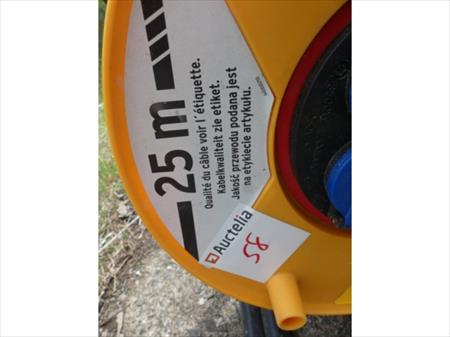 25 m
Qualité du câble voir l'étiquette.
Kabelkwaliteit zie etiket.
Jakość przewodu podana jest
na etykiecie artykułu.
Auctelia
58